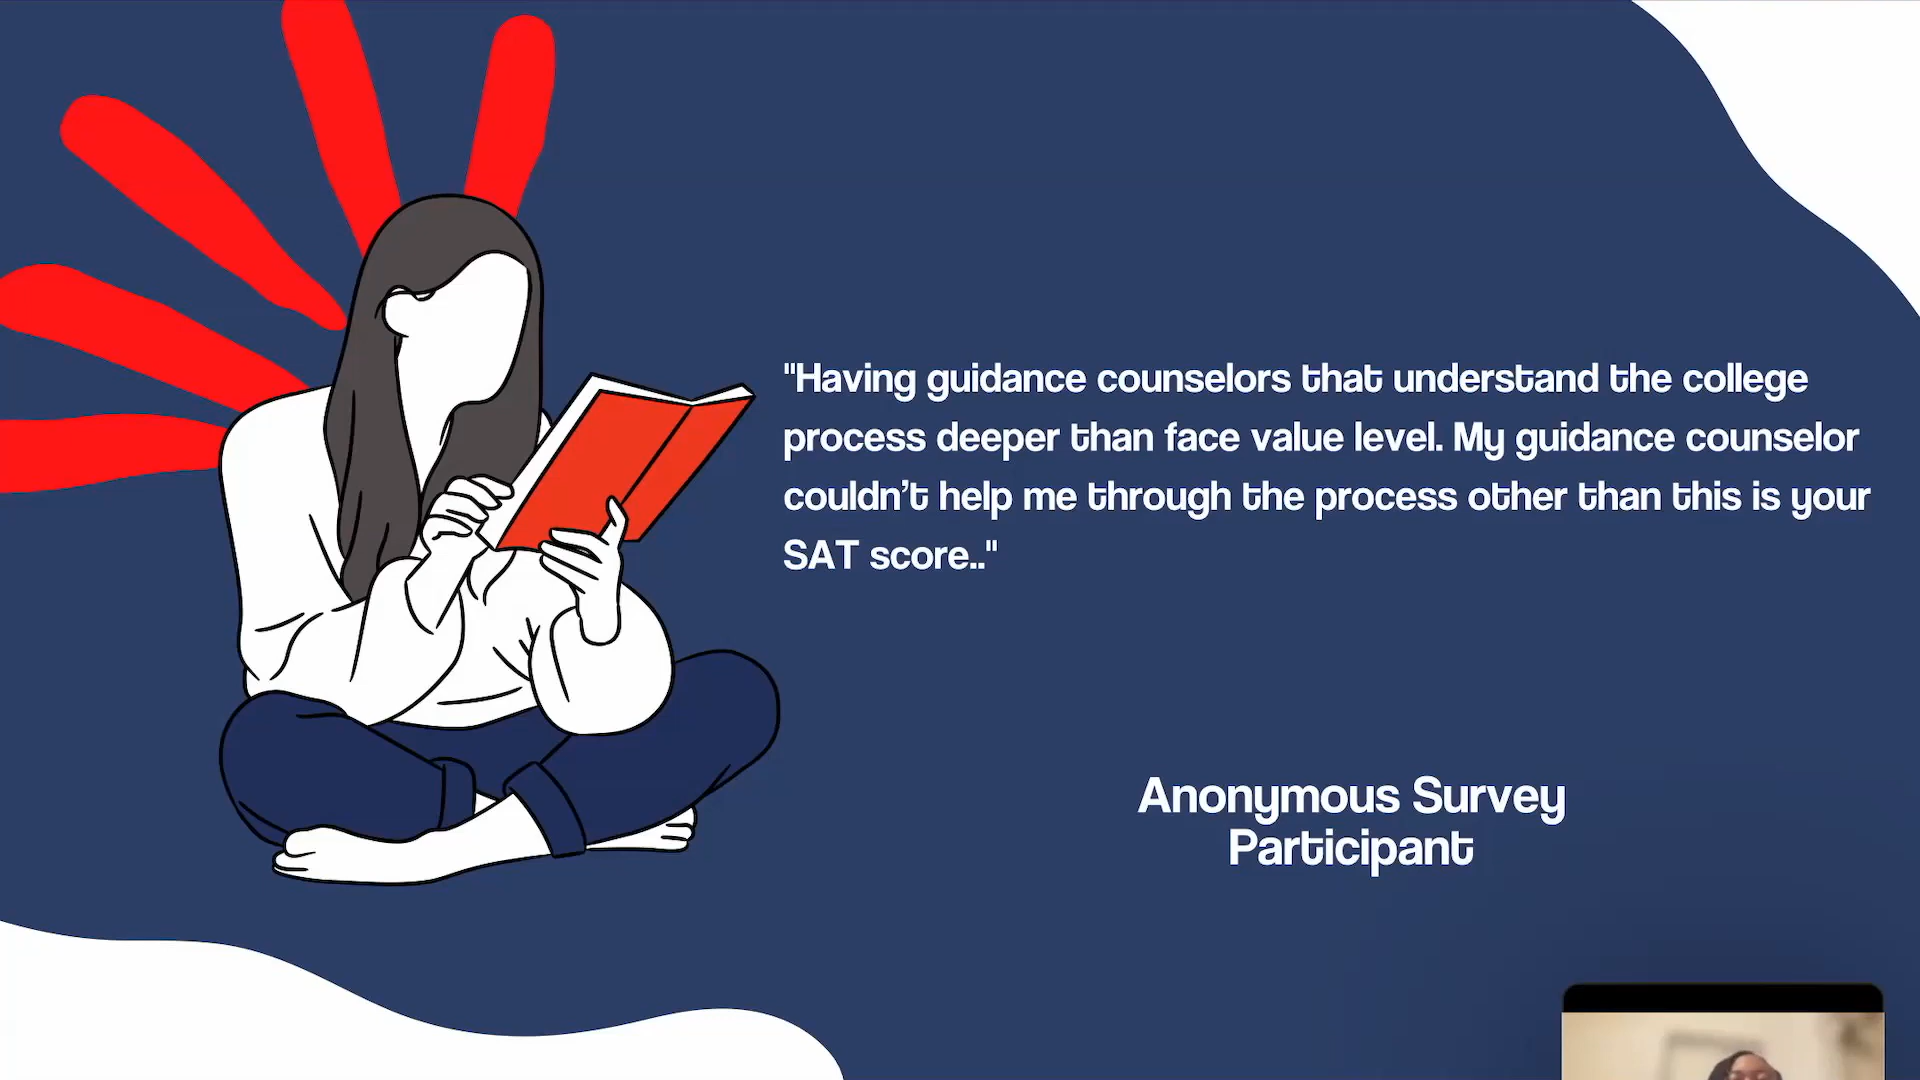 "Having guidance counselors that understand the college
process deeper than face value level. My guidance counselor
couldn’t help me through the process other than this is your
SAT score.."
Anonymous Survey
Participant